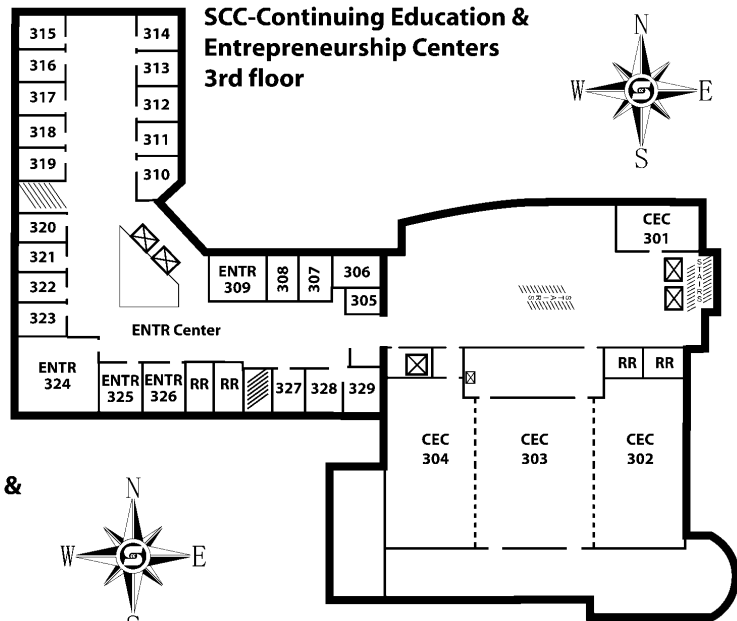 SCC-Continuing Education &
Entrepreneurship Centers
3rd floor
N
W E
S
315
316
317
318
319
320
321
322
323
314
313
312
311
310
ENTR
309
308
307
306
305
ENTR Center
ENTR
324
ENTR
325
ENTR
326
RR
RR
327
328
329
CEC
301
STAIRS
STAIRS
RR
RR
CEC
304
CEC
303
CEC
302
&
N
W E
S